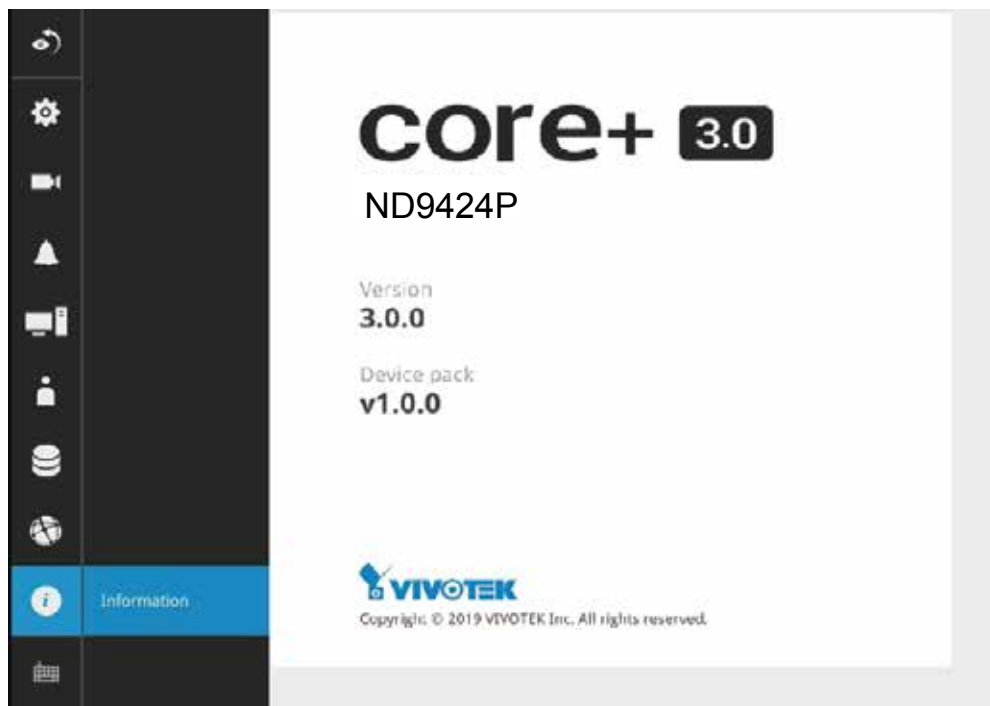 core+ 3.0
ND9424P
Version
3.0.0
Device pack
v1.0.0
Information
VIVOTEK
Copyright © 2019 VIVOTEK Inc. All rights reserved.